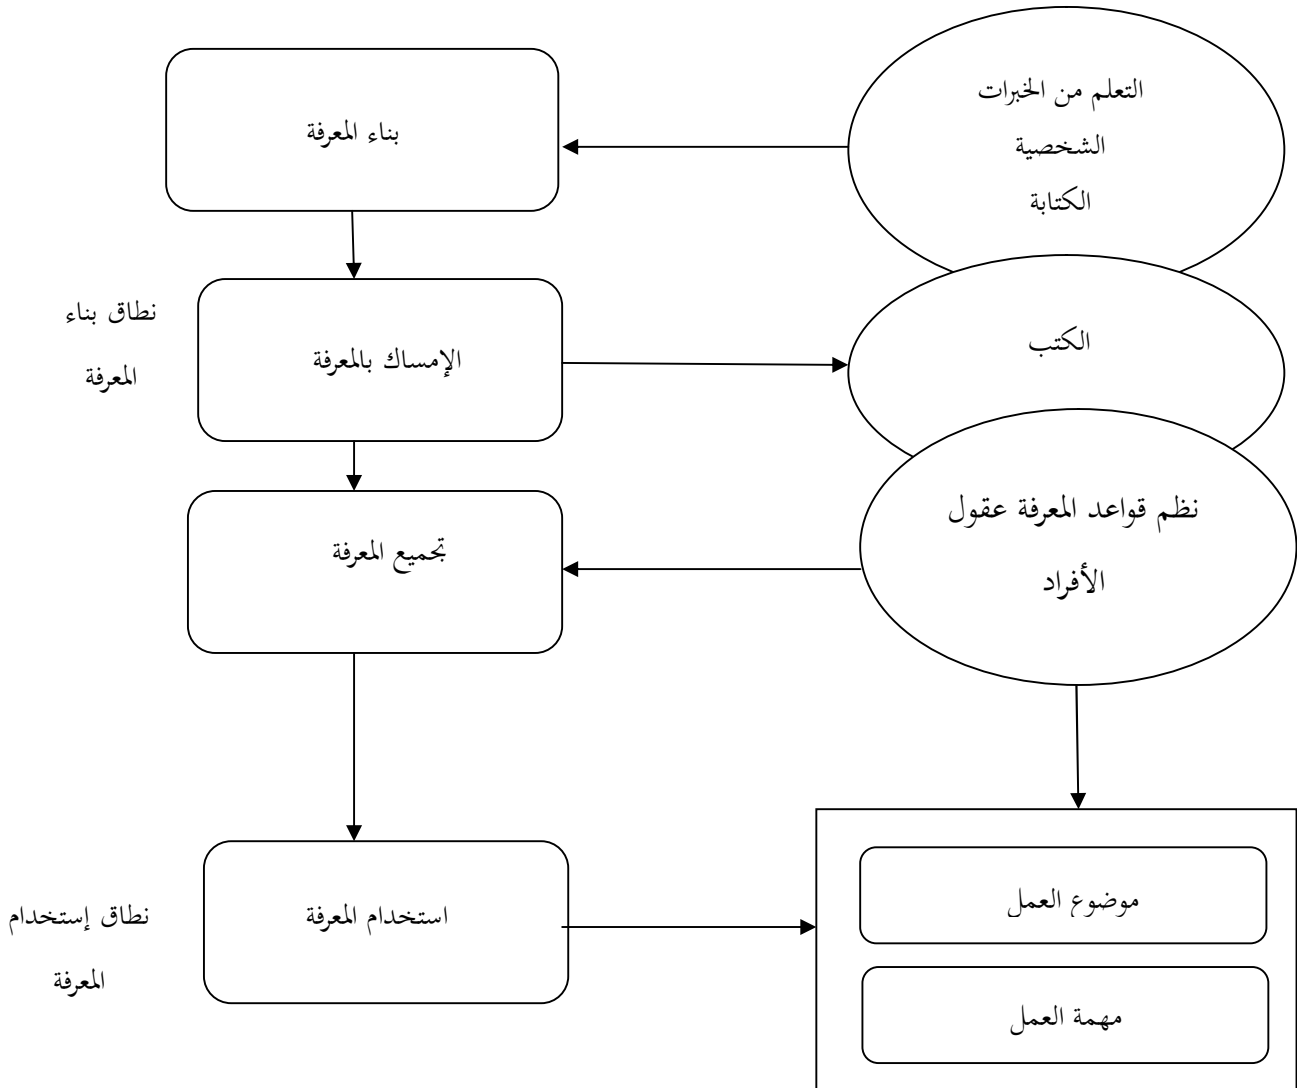 التعلم من الخبرات
الشخصية
الكتابة
بناء المعرفة
نطاق بناء
المعرفة
الإمساك بالمعرفة
الكتب
تجميع المعرفة
نظم قواعد المعرفة عقول
الأفراد
نطاق إستخدام
المعرفة
استخدام المعرفة
موضوع العمل
مهمة العمل